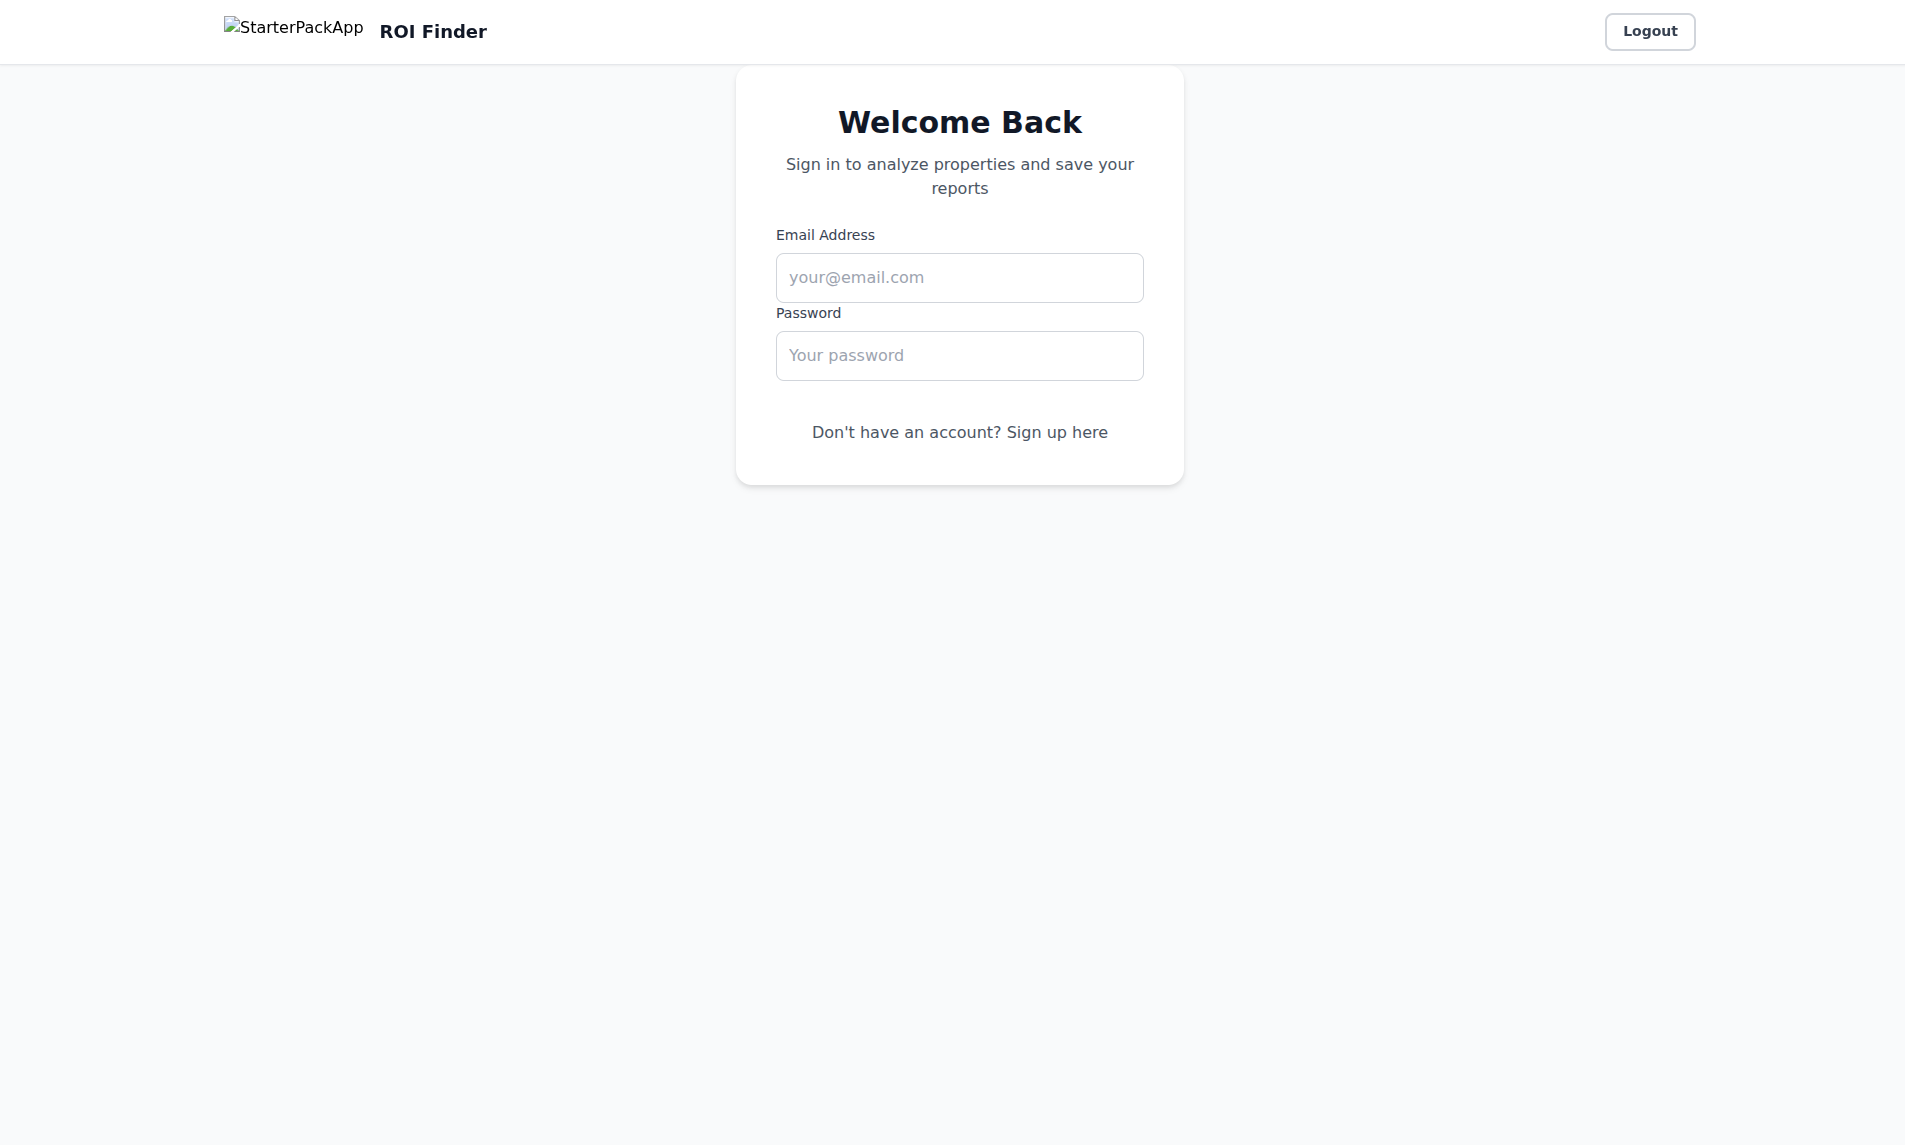 StarterPackApp
ROI Finder
Logout
Welcome Back
Sign in to analyze properties and save your
reports
Email Address
your@email.com
Password
Your password
Don't have an account? Sign up here